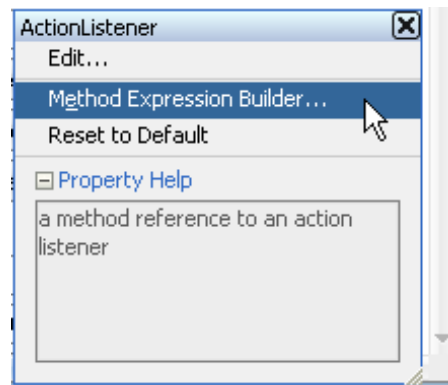 ActionListener
Edit...
Method Expression Builder...
Reset to Default
Property Help
a method reference to an action
listener